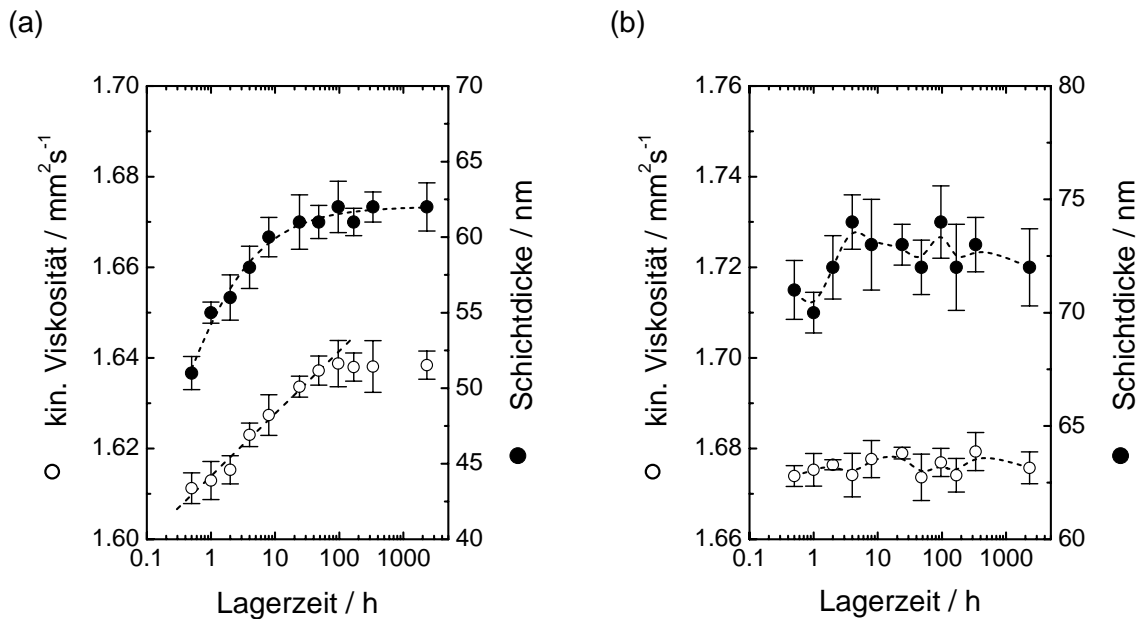 (a)
1.70
1.68
1.66
1.64
1.62
1.60
kin. Viskosität / mm²s⁻¹
70
65
60
55
50
45
40
Schichtdicke / nm
0.1 1 10 100 1000
Lagerzeit / h
(b)
1.76
1.74
1.72
1.70
1.68
1.66
kin. Viskosität / mm²s⁻¹
80
75
70
65
60
Schichtdicke / nm
0.1 1 10 100 1000
Lagerzeit / h